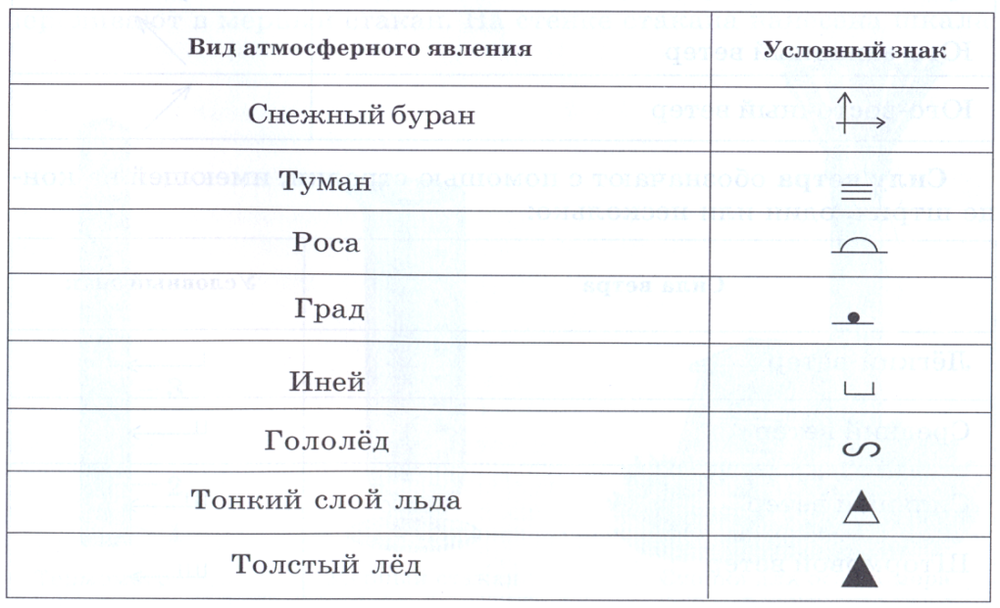 Вид атмосферного явления Условный знак
Снежный буран
Туман
Роса
Град
Иней
Гололёд
Тонкий слой льда
Толстый лёд